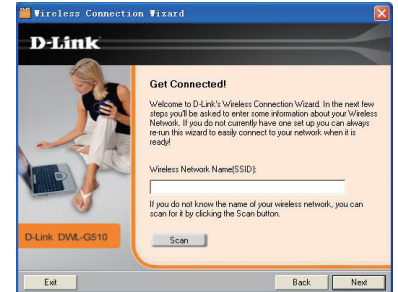 Wireless Connection Wizard
D-Link
Get Connected!
Welcome to D-Link's Wireless Connection Wizard. In the next few
steps you'll be asked to enter some information about your Wireless
Network. If you do not currently have one set up you can always
re-run this wizard to easily connect to your network when it is
ready!
Wireless Network Name(SSID):
If you do not know the name of your wireless network, you can
scan for it by clicking the Scan button.
D-Link DWL-G510
Scan
Exit
Back
Next